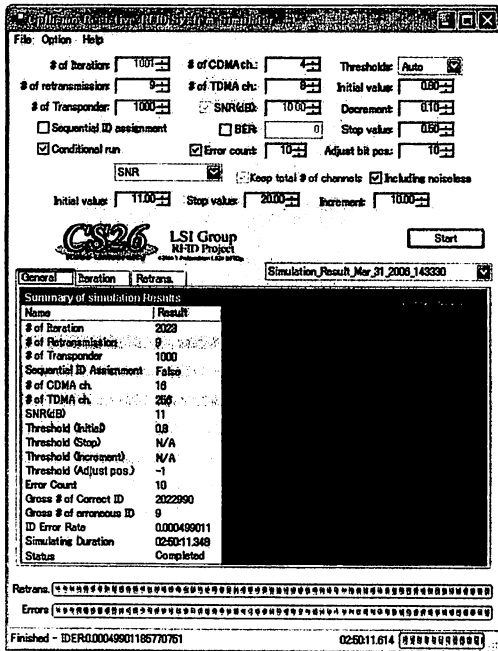 File Option Help
# of Iteration: 1001 # of CDMA ch.: 4 Threshold: Auto
# of retransmission: 9 # of TDMA ch.: 8 Initial value: 0.80
# of Transponder: 1000 SNR(dB): 10.00 Decrement: 0.10
Sequential ID assignment BER: 0 Stop value: 0.60
Conditional run Error count: 10 Adjust bit pos.: 10
SNR Keep total # of channels Including noiseless
Initial value: 11.00 Stop value: 20.00 Increment: 10.00
CS26 LSI Group
RFID Project
Start
General Iteration Retrans. Simulation_Result_Mar_31_2006_143330
Summary of simulation Results
Name Result
# of Iteration 2023
# of Retransmission 9
# of Transponder 1000
Sequential ID Assignment False
# of CDMA ch. 16
# of TDMA ch. 256
SNR(dB) 11
Threshold (Initial) 0.8
Threshold (Stop) N/A
Threshold (Increment) N/A
Threshold (Adjust pos.) -1
Error Count 10
Gross # of Correct ID 2022990
Gross # of erroneous ID 9
ID Error Rate 0.000499011
Simulating Duration 02:50:11.348
Status Completed
Retrans.
Errors
Finished - IDER:0.00049901185770751 02:50:11.614